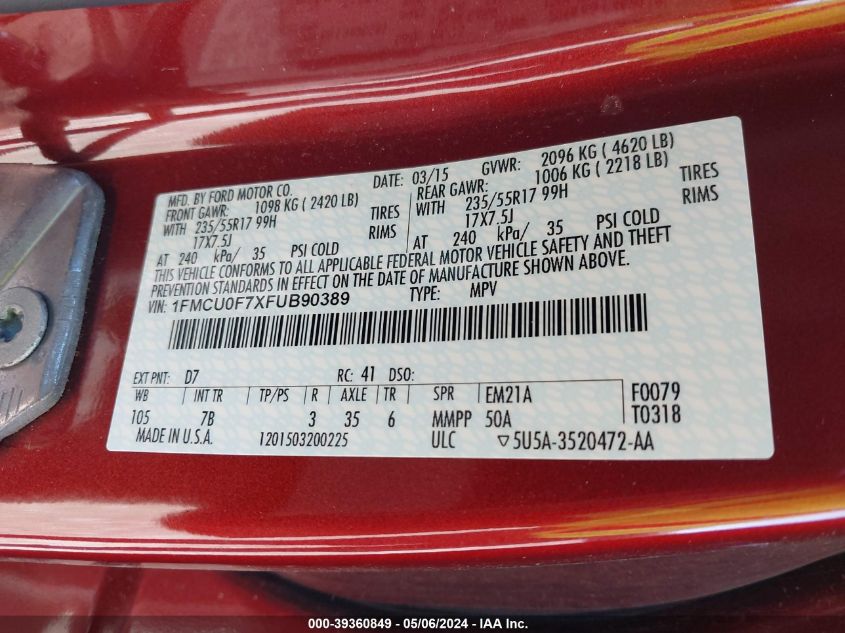 MFD. BY FORD MOTOR CO. DATE: 03/15 GVWR: 2096 KG ( 4620 LB)
FRONT GAWR: 1098 KG ( 2420 LB) REAR GAWR: 1006 KG ( 2218 LB)
WITH 235/55R17 99H TIRES WITH 235/55R17 99H TIRES
17X7.5J RIMS 17X7.5J RIMS
AT 240 kPa/ 35 PSI COLD AT 240 kPa/ 35 PSI COLD
THIS VEHICLE CONFORMS TO ALL APPLICABLE FEDERAL MOTOR VEHICLE SAFETY AND THEFT
PREVENTION STANDARDS IN EFFECT ON THE DATE OF MANUFACTURE SHOWN ABOVE.
VIN: 1FMCU0F7XFUB90389 TYPE: MPV
EXT PNT: D7 RC: 41 DSO:
WB INT TR TP/PS R AXLE TR SPR EM21A F0079
105 7B 3 35 6 MMPP 50A T0318
MADE IN U.S.A. 1201503200225 ULC ▽5U5A-3520472-AA
000-39360849 - 05/06/2024 - IAA Inc.